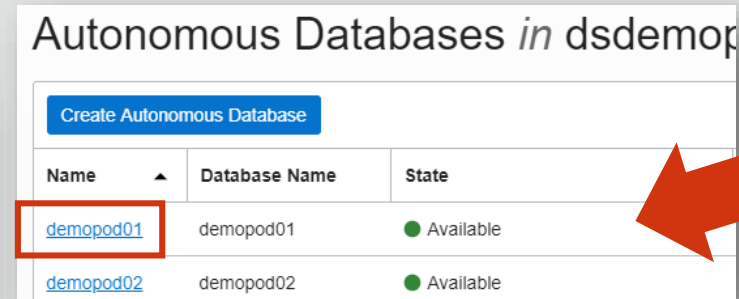 Autonomous Databases in dsdemop
Create Autonomous Database
Name Database Name State
demopod01 demopod01 Available
demopod02 demopod02 Available